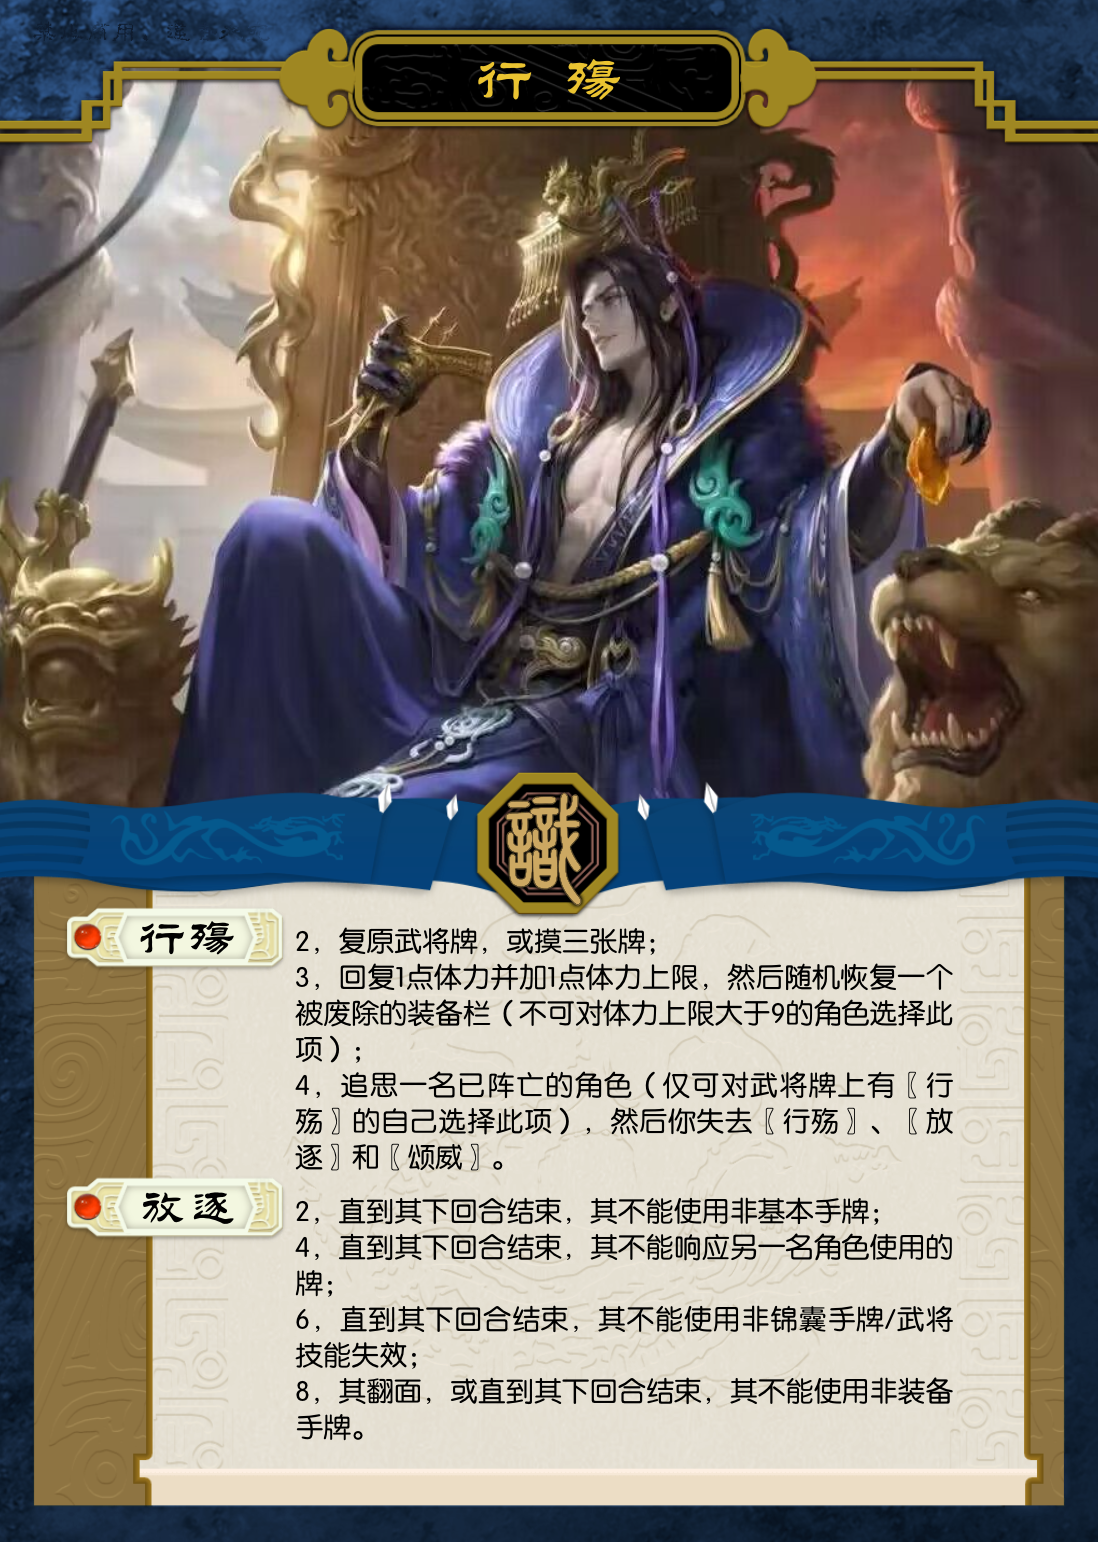 行 殤
識
行殤
2，复原武将牌，或摸三张牌；
3，回复1点体力并加1点体力上限，然后随机恢复一个
被废除的装备栏（不可对体力上限大于9的角色选择此
项）；
4，追思一名已阵亡的角色（仅可对武将牌上有〖行
殇〗的自己选择此项），然后你失去〖行殇〗、〖放
逐〗和〖颂威〗。
放逐
2，直到其下回合结束，其不能使用非基本手牌；
4，直到其下回合结束，其不能响应另一名角色使用的
牌；
6，直到其下回合结束，其不能使用非锦囊手牌/武将
技能失效；
8，其翻面，或直到其下回合结束，其不能使用非装备
手牌。